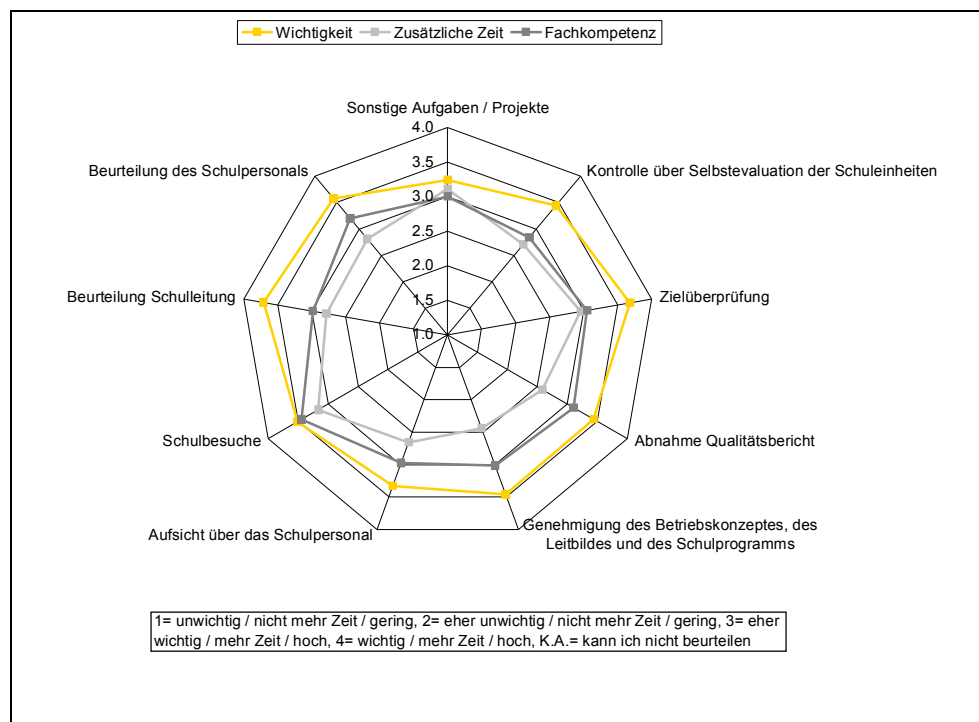 Wichtigkeit Zusätzliche Zeit Fachkompetenz
Sonstige Aufgaben / Projekte
4.0
3.5
3.0
2.5
2.0
1.5
1.0
Kontrolle über Selbstevaluation der Schuleinheiten
Zielüberprüfung
Abnahme Qualitätsbericht
Genehmigung des Betriebskonzeptes, des
Leitbildes und des Schulprogramms
Aufsicht über das Schulpersonal
Schulbesuche
Beurteilung Schulleitung
Beurteilung des Schulpersonals
1= unwichtig / nicht mehr Zeit / gering, 2= eher unwichtig / nicht mehr Zeit / gering, 3= eher
wichtig / mehr Zeit / hoch, 4= wichtig / mehr Zeit / hoch, K.A.= kann ich nicht beurteilen